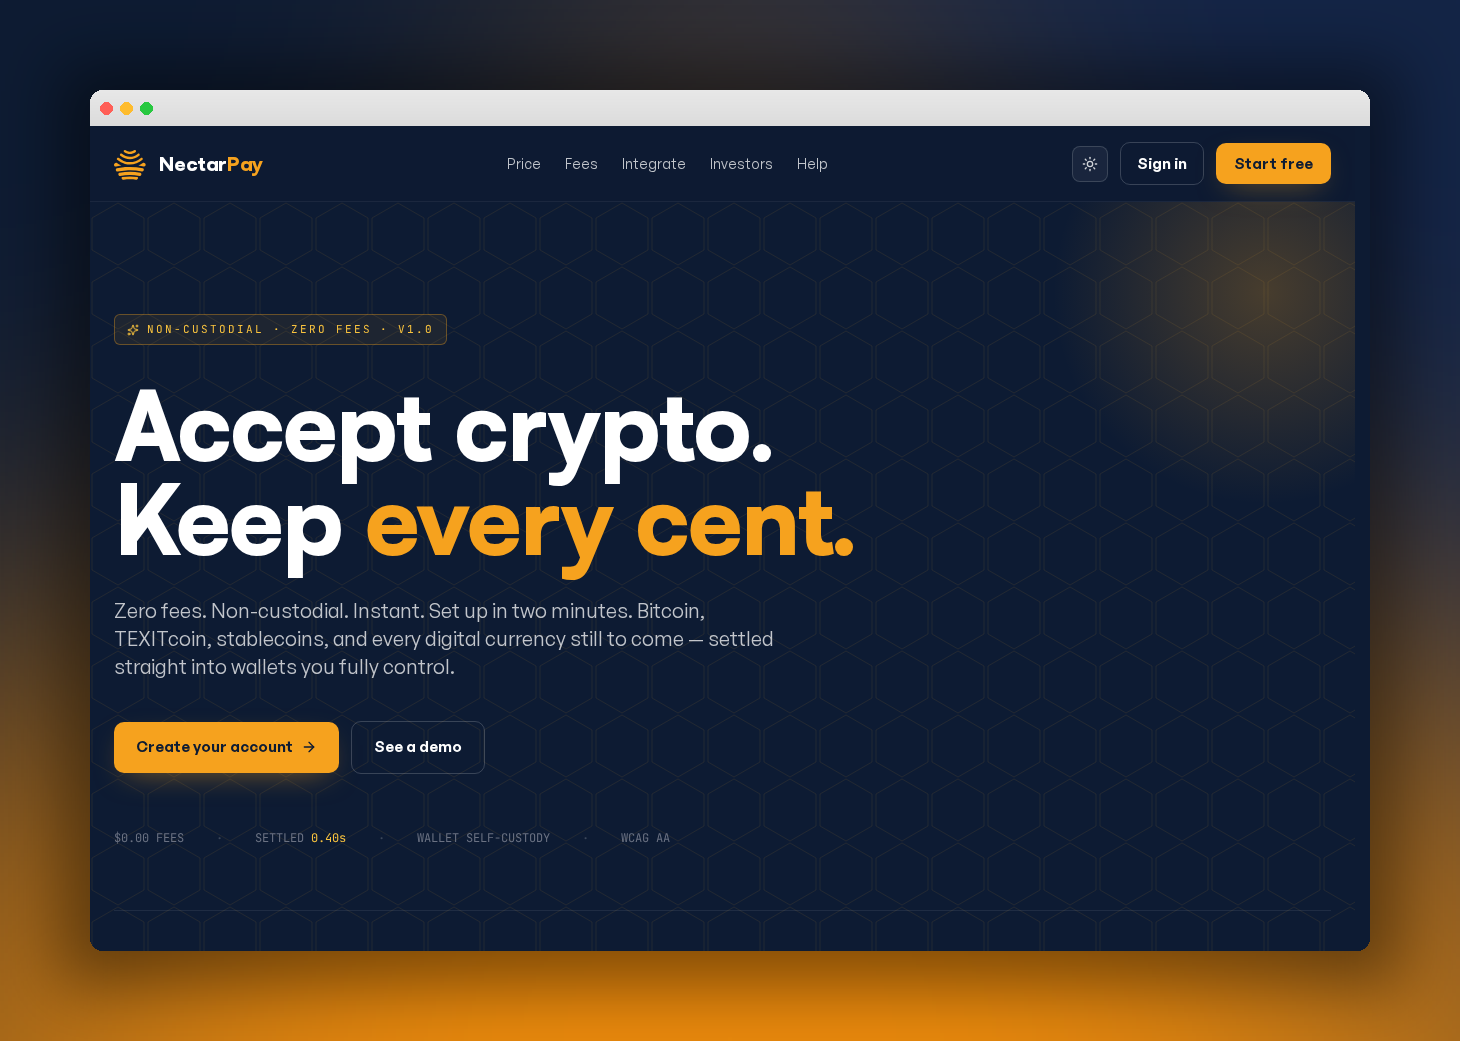 NectarPay
Price Fees Integrate Investors Help
Sign in
Start free
NON-CUSTODIAL · ZERO FEES · V1.0
Accept crypto.
Keep every cent.
Zero fees. Non-custodial. Instant. Set up in two minutes. Bitcoin,
TEXITcoin, stablecoins, and every digital currency still to come — settled
straight into wallets you fully control.
Create your account →
See a demo
$0.00 FEES · SETTLED 0.40s · WALLET SELF-CUSTODY · WCAG AA